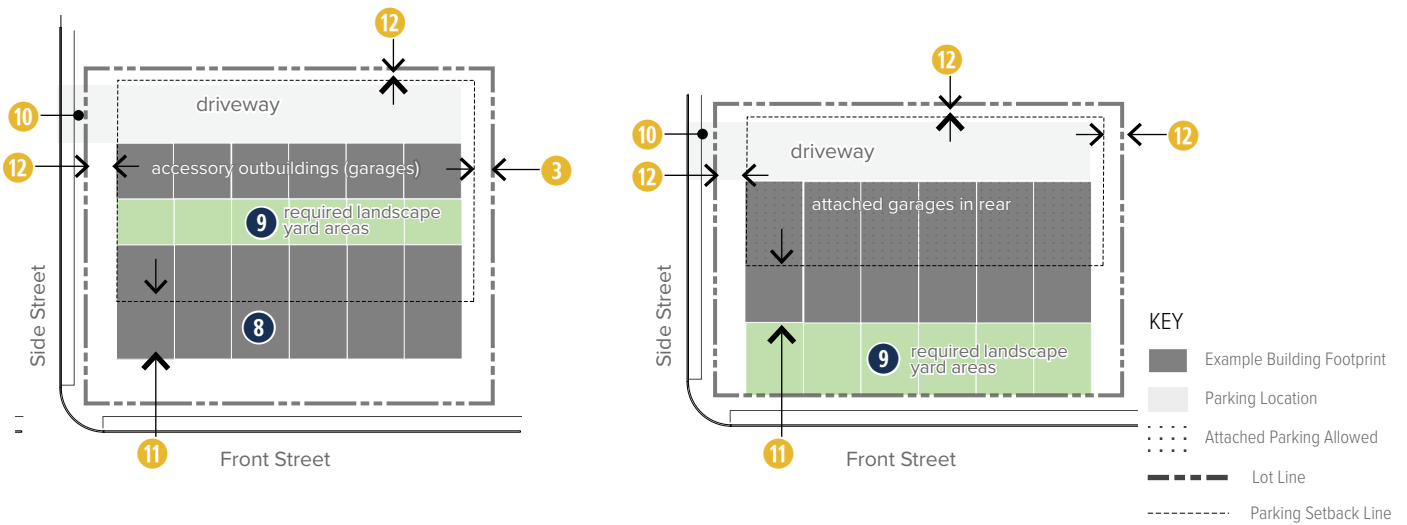 12
driveway
10
12
accessory outbuildings (garages)
3
9
required landscape
yard areas
8
Side Street
11
Front Street
12
10
12
driveway
12
attached garages in rear
9
required landscape
yard areas
Side Street
11
Front Street
KEY
Example Building Footprint
Parking Location
Attached Parking Allowed
Lot Line
Parking Setback Line